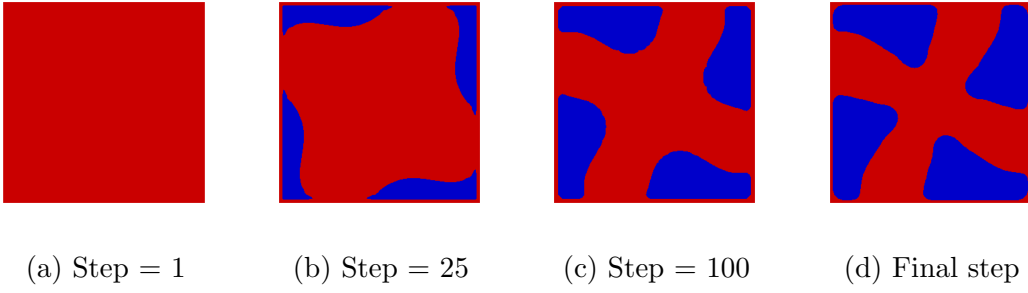 (a) Step = 1
(b) Step = 25
(c) Step = 100
(d) Final step